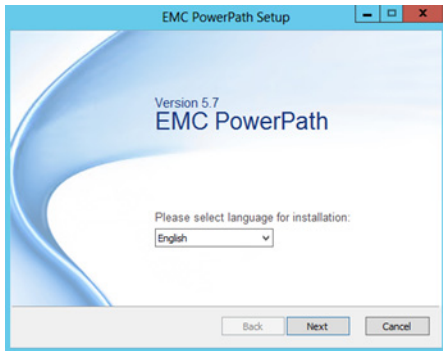 EMC PowerPath Setup
Version 5.7
EMC PowerPath
Please select language for installation:
English
Back
Next
Cancel